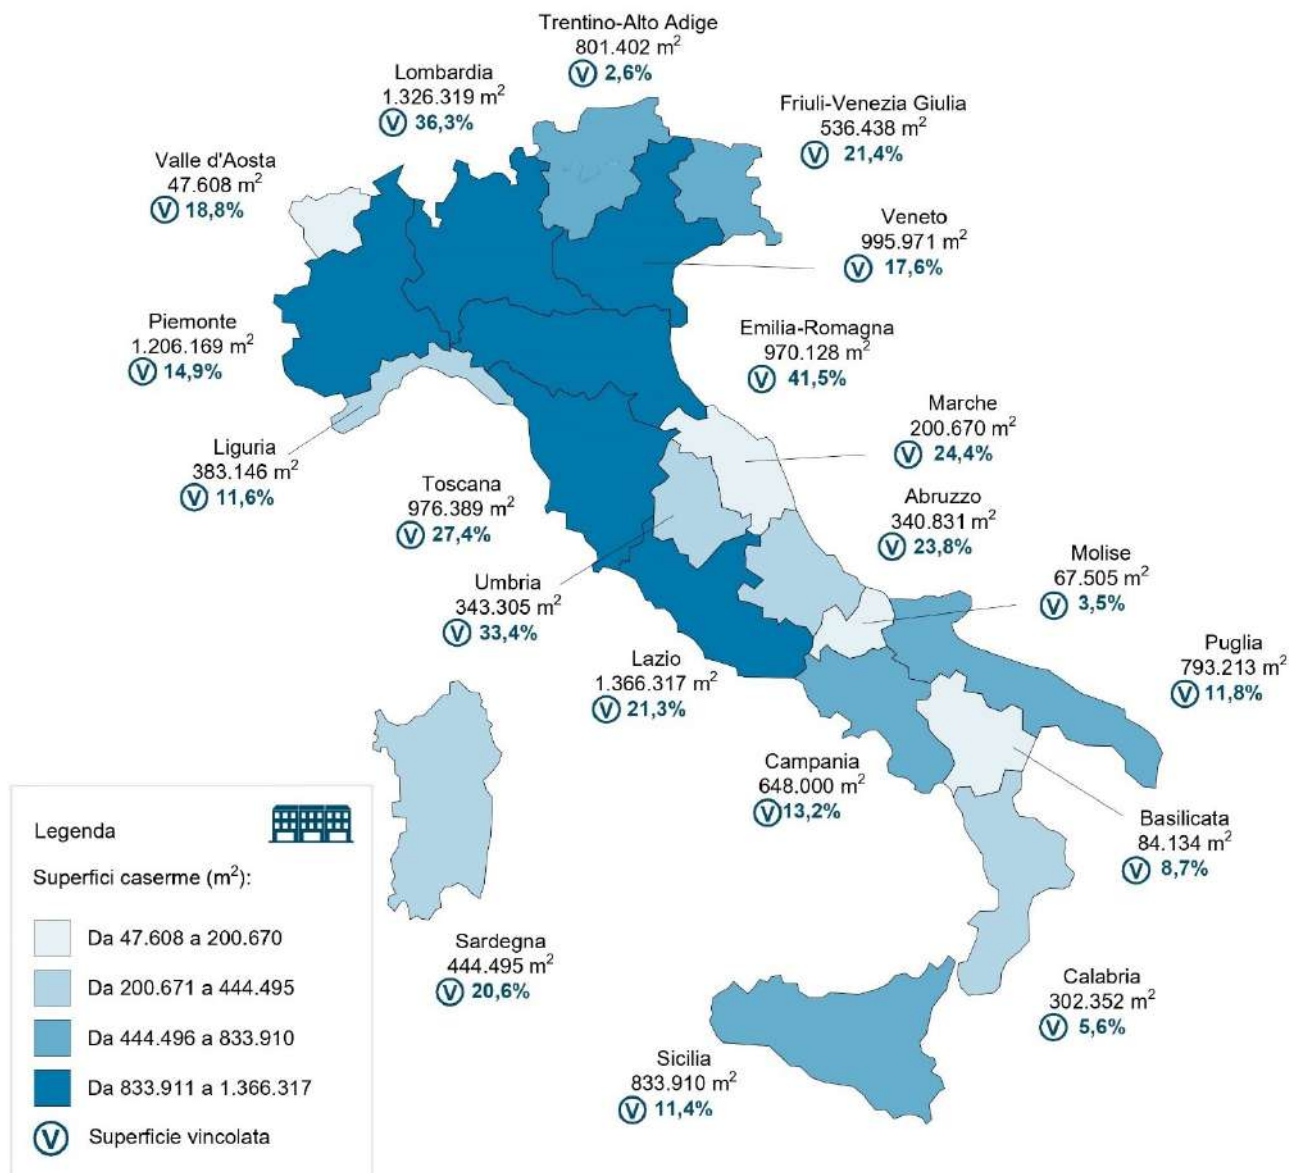 Trentino-Alto Adige
801.402 m²
V 2,6%
Lombardia
1.326.319 m²
V 36,3%
Friuli-Venezia Giulia
536.438 m²
V 21,4%
Valle d'Aosta
47.608 m²
V 18,8%
Veneto
995.971 m²
V 17,6%
Piemonte
1.206.169 m²
V 14,9%
Emilia-Romagna
970.128 m²
V 41,5%
Marche
200.670 m²
V 24,4%
Liguria
383.146 m²
V 11,6%
Toscana
976.389 m²
V 27,4%
Abruzzo
340.831 m²
V 23,8%
Molise
67.505 m²
V 3,5%
Umbria
343.305 m²
V 33,4%
Puglia
793.213 m²
V 11,8%
Lazio
1.366.317 m²
V 21,3%
Campania
648.000 m²
V 13,2%
Basilicata
84.134 m²
V 8,7%
Sardegna
444.495 m²
V 20,6%
Calabria
302.352 m²
V 5,6%
Sicilia
833.910 m²
V 11,4%
Legenda
Superfici caserme (m²):
Da 47.608 a 200.670
Da 200.671 a 444.495
Da 444.496 a 833.910
Da 833.911 a 1.366.317
V Superficie vincolata